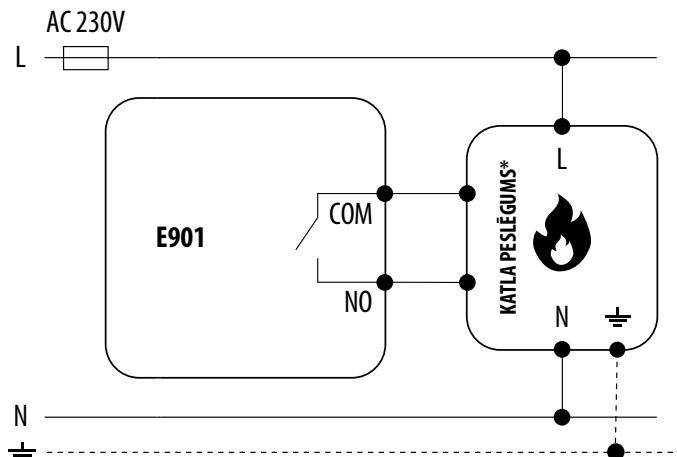 AC 230V
L
E901
COM
NO
KATLA PESLĒGUMS*
L
N
N